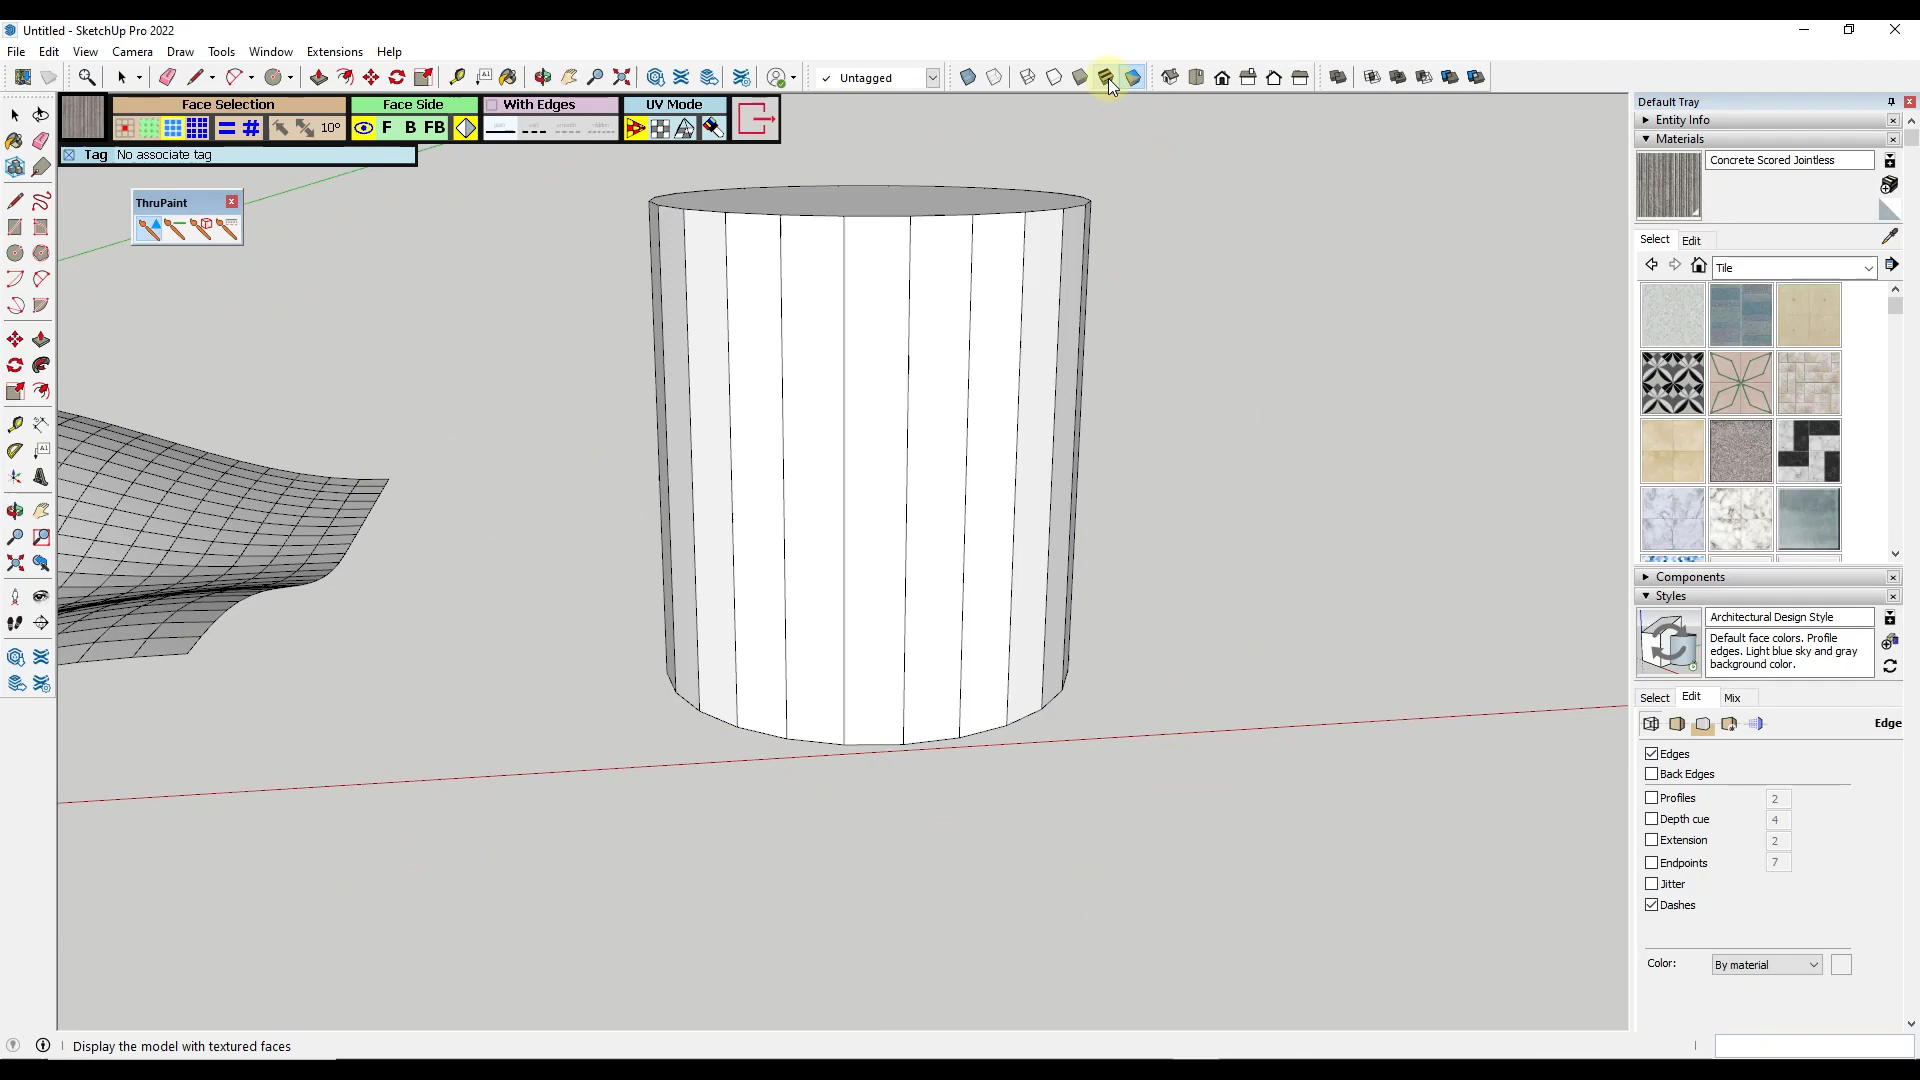 Untitled - SketchUp Pro 2022
File Edit View Camera Draw Tools Window Extensions Help
Untagged
Default Tray
Face Selection
Face Side
With Edges
UV Mode
10°
F B FB
Tag No associate tag
ThruPaint
Entity Info
Materials
Concrete Scored Jointless
Select Edit
Tile
Components
Styles
Architectural Design Style
Default face colors. Profile
edges. Light blue sky and gray
background color.
Select Edit Mix
Edge
Edges
Back Edges
Profiles 2
Depth cue 4
Extension 2
Endpoints 7
Jitter
Dashes
Color: By material
Display the model with textured faces